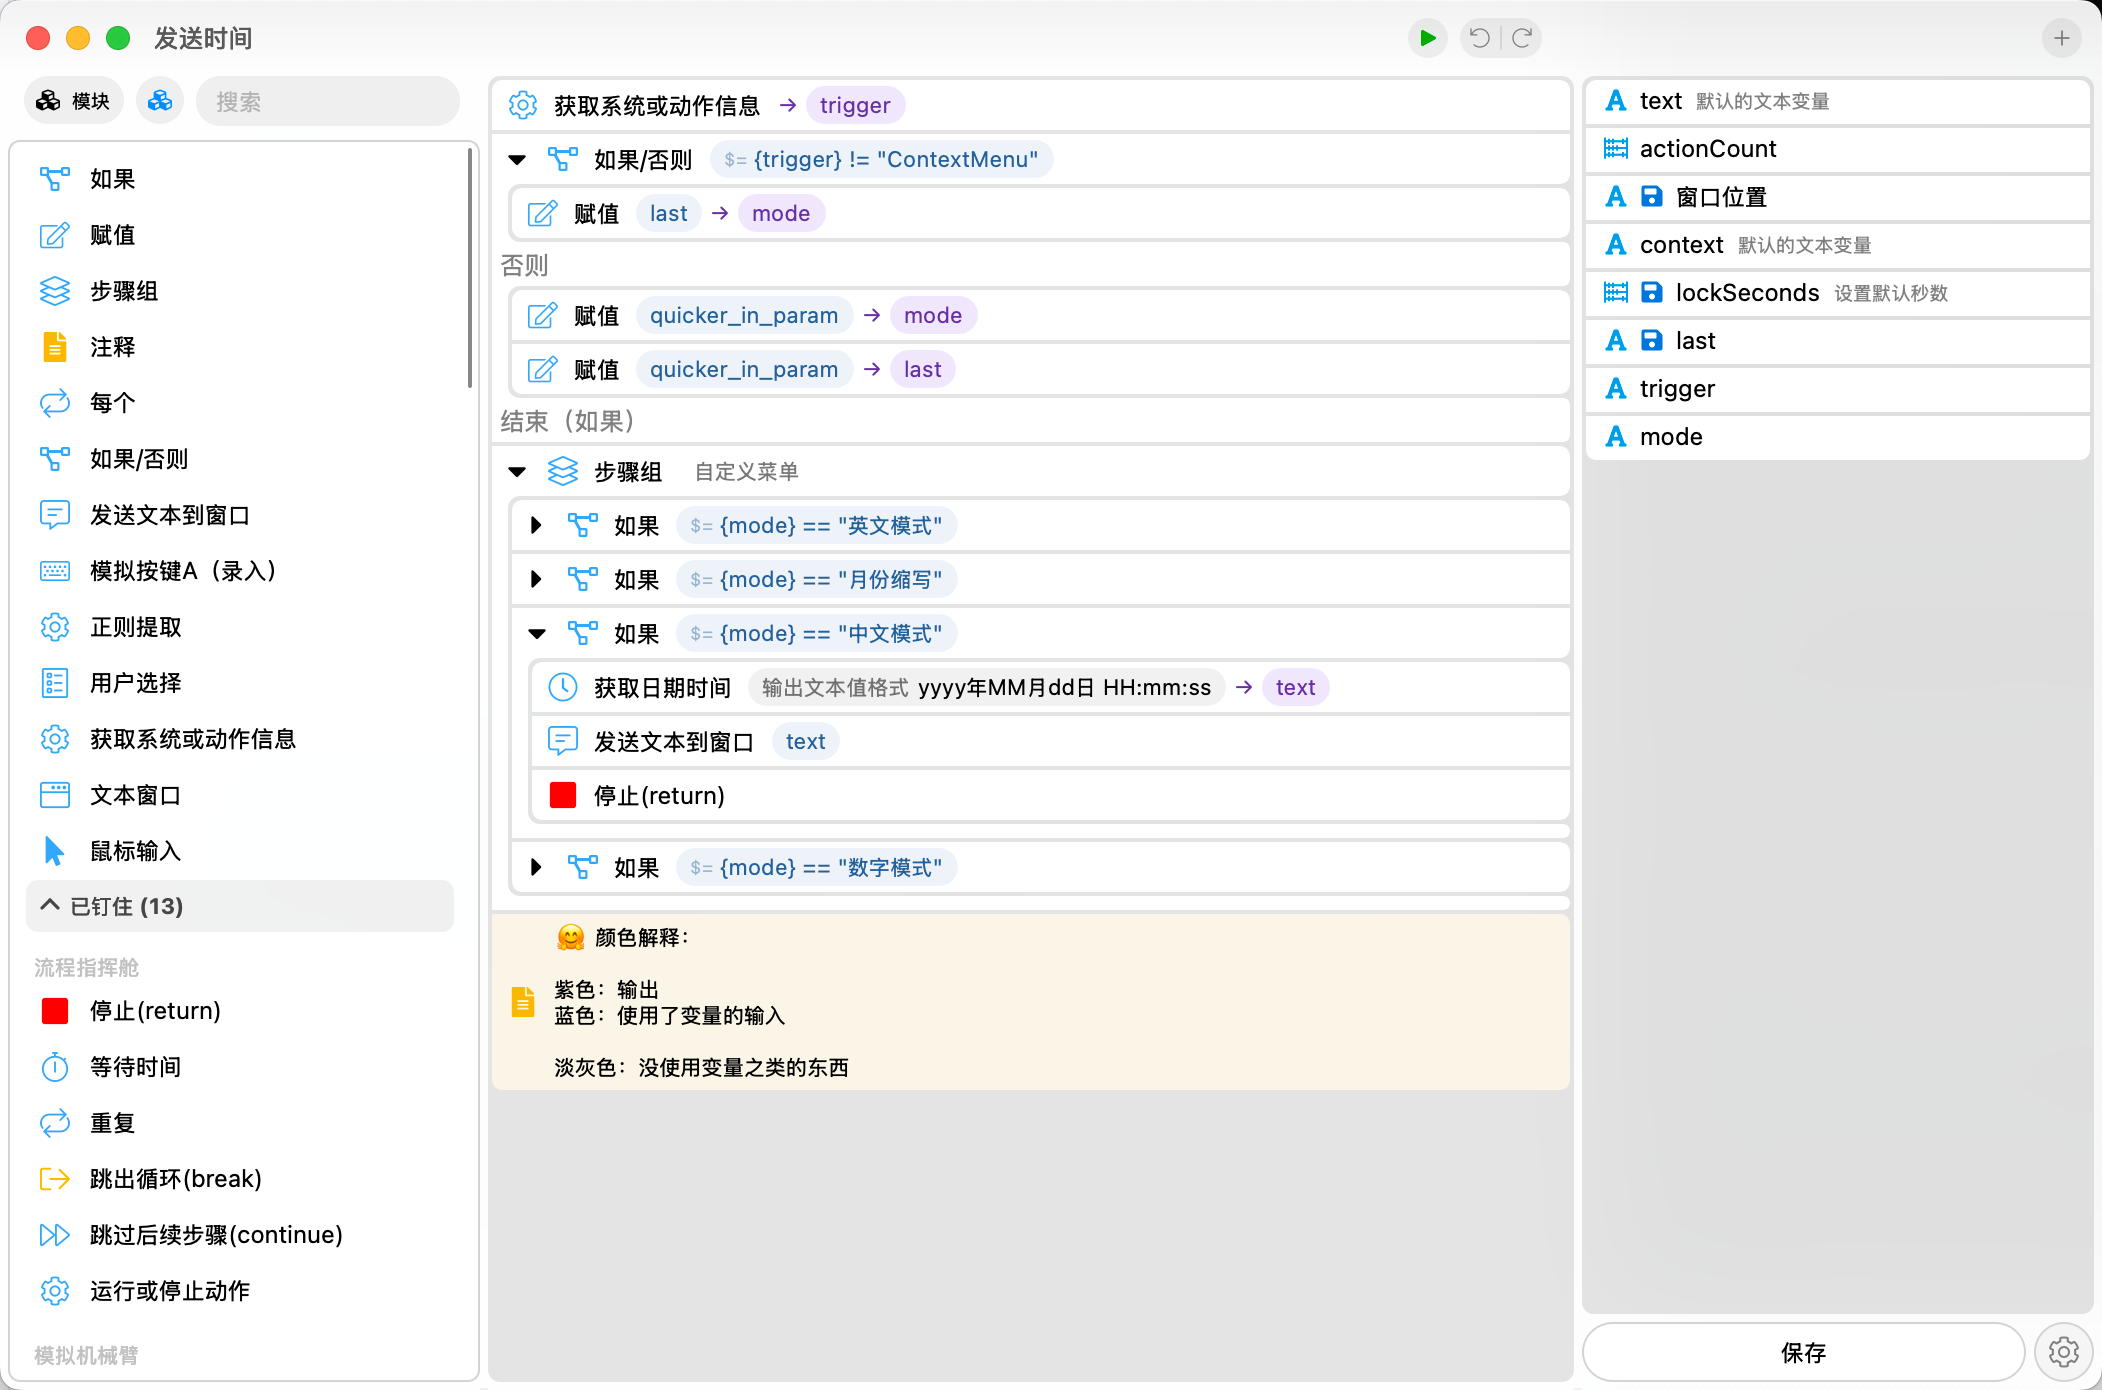 发送时间
模块
搜索
如果
赋值
步骤组
注释
每个
如果/否则
发送文本到窗口
模拟按键A（录入）
正则提取
用户选择
获取系统或动作信息
文本窗口
鼠标输入
已钉住 (13)
流程指挥舱
停止(return)
等待时间
重复
跳出循环(break)
跳过后续步骤(continue)
运行或停止动作
模拟机械臂
获取系统或动作信息 → trigger
如果/否则 $= {trigger} != "ContextMenu"
赋值 last → mode
否则
赋值 quicker_in_param → mode
赋值 quicker_in_param → last
结束（如果）
步骤组 自定义菜单
如果 $= {mode} == "英文模式"
如果 $= {mode} == "月份缩写"
如果 $= {mode} == "中文模式"
获取日期时间 输出文本值格式 yyyy年MM月dd日 HH:mm:ss → text
发送文本到窗口 text
停止(return)
如果 $= {mode} == "数字模式"
🤗 颜色解释：
紫色：输出
蓝色：使用了变量的输入
淡灰色：没使用变量之类的东西
text 默认的文本变量
actionCount
窗口位置
context 默认的文本变量
lockSeconds 设置默认秒数
last
trigger
mode
保存